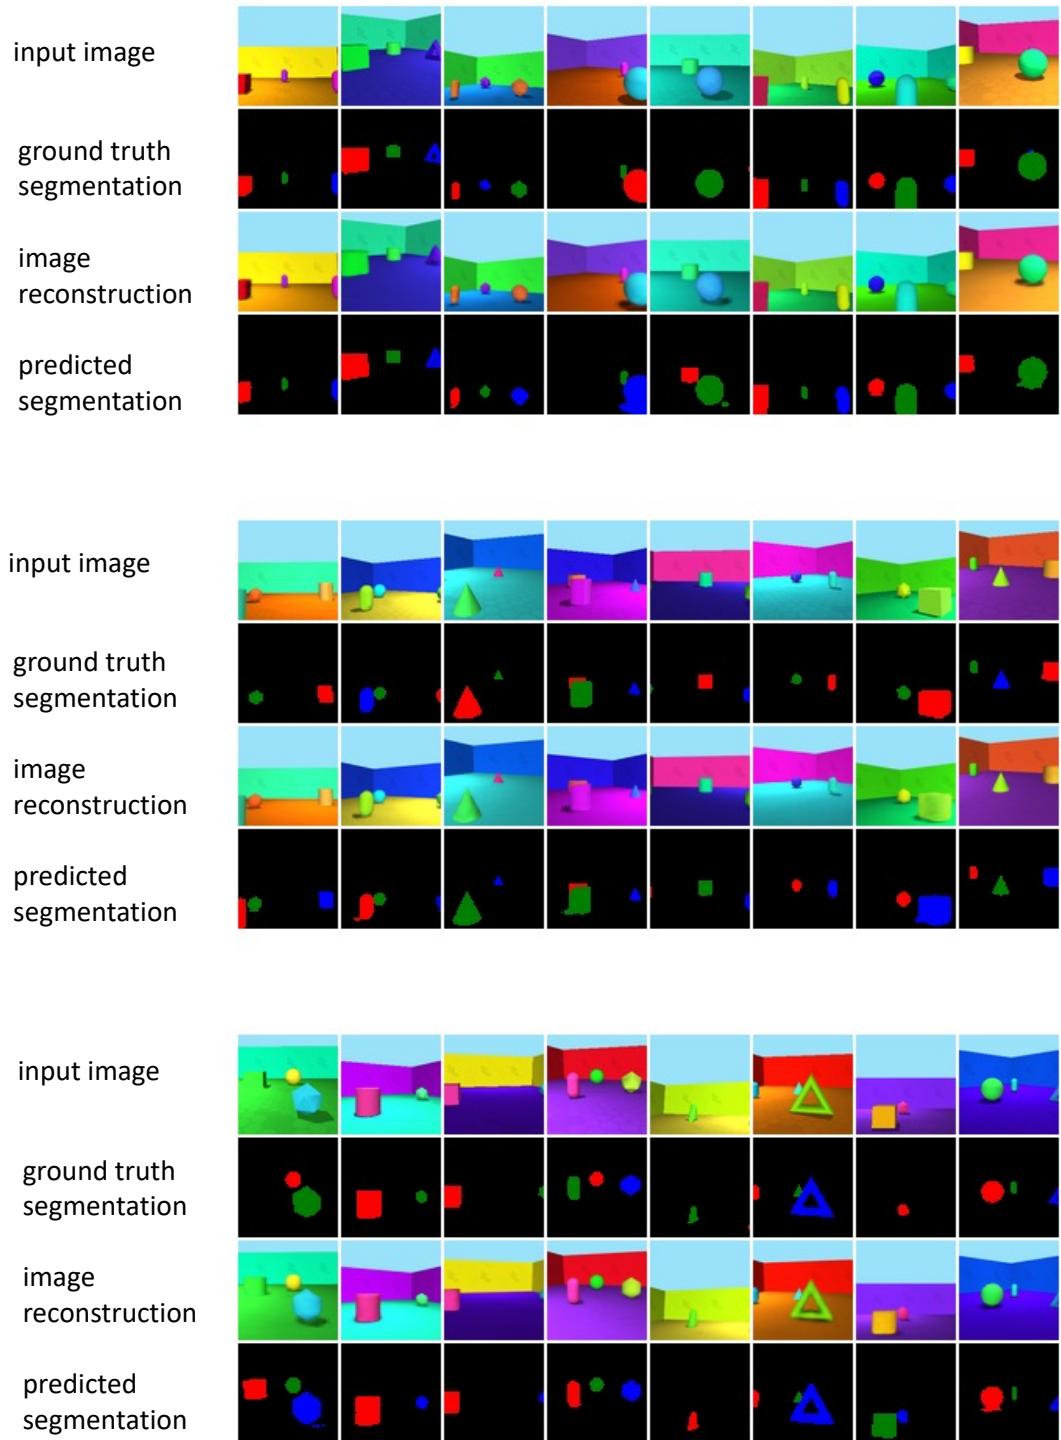 input image
ground truth
segmentation
image
reconstruction
predicted
segmentation
input image
ground truth
segmentation
image
reconstruction
predicted
segmentation
input image
ground truth
segmentation
image
reconstruction
predicted
segmentation